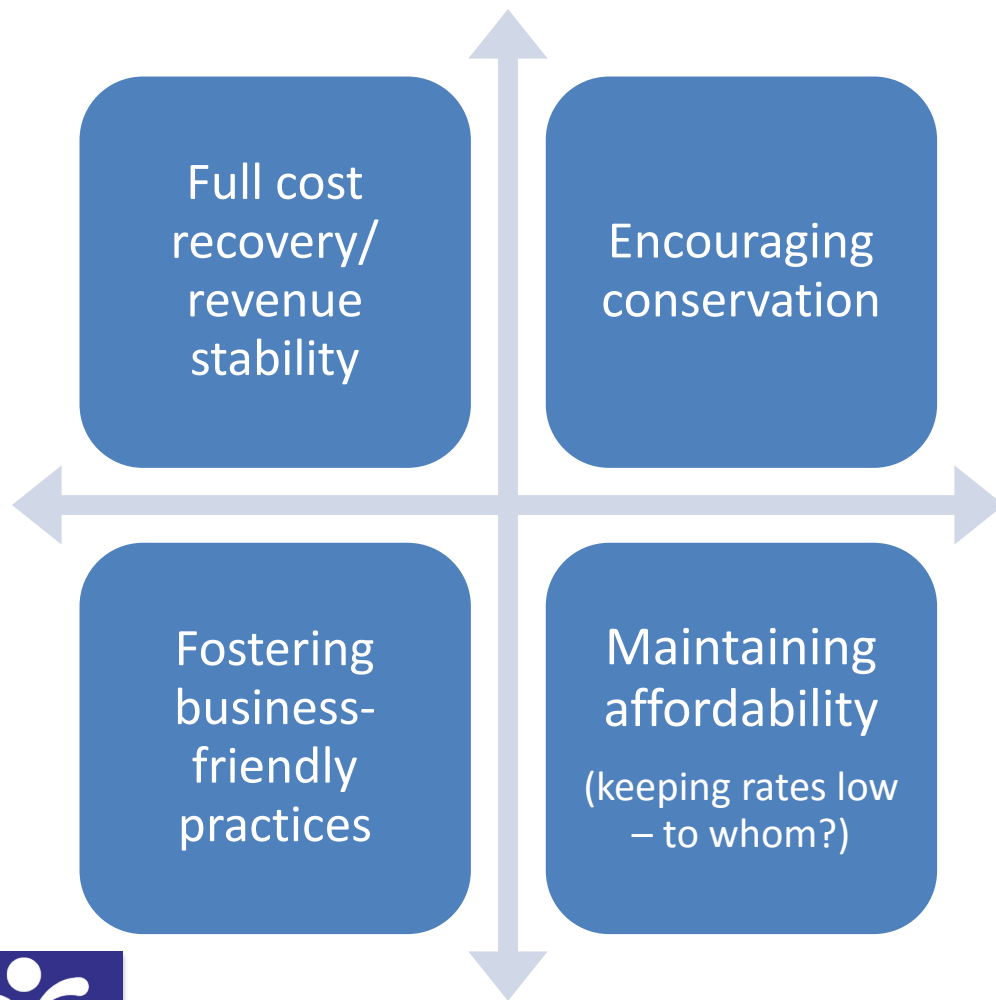 Full cost
recovery/
revenue
stability
Encouraging
conservation
Fostering
business-
friendly
practices
Maintaining
affordability
(keeping rates low
– to whom?)